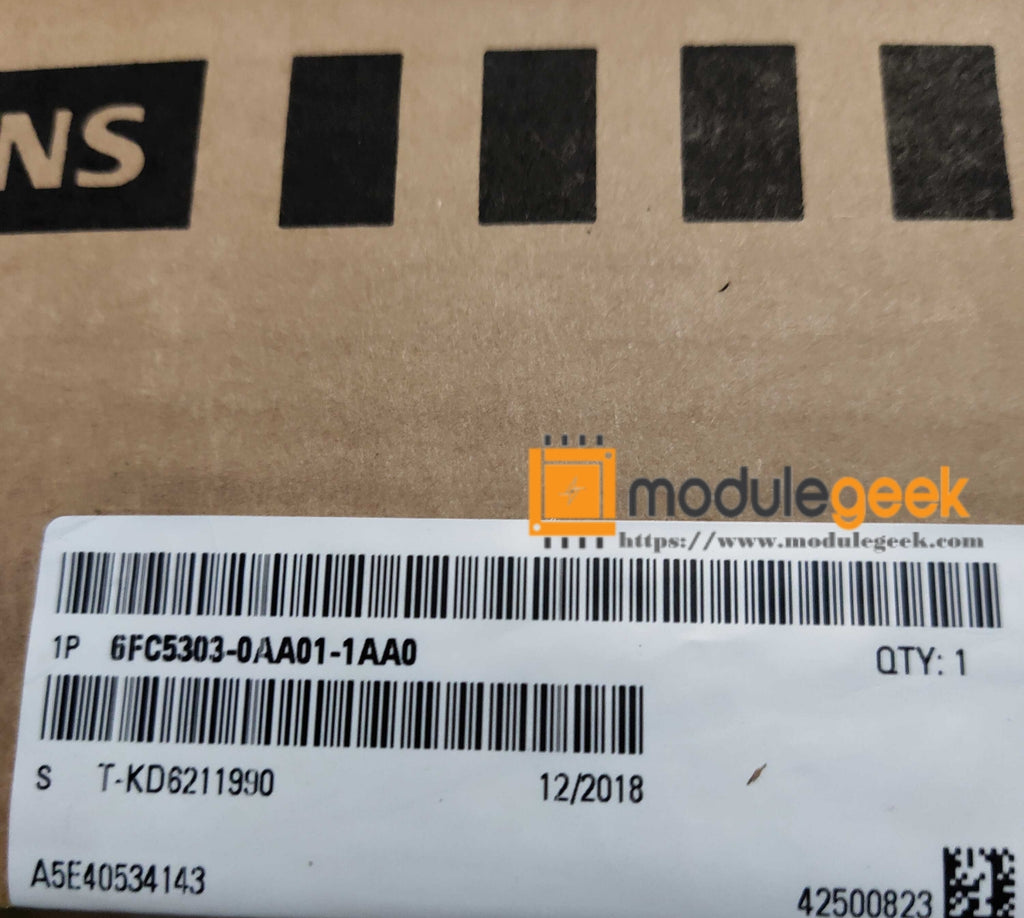 NS
modulegeek
https://www.modulegeek.com
1P 6FC5303-0AA01-1AA0
QTY: 1
S T-KD6211990 12/2018
A5E40534143
42500823